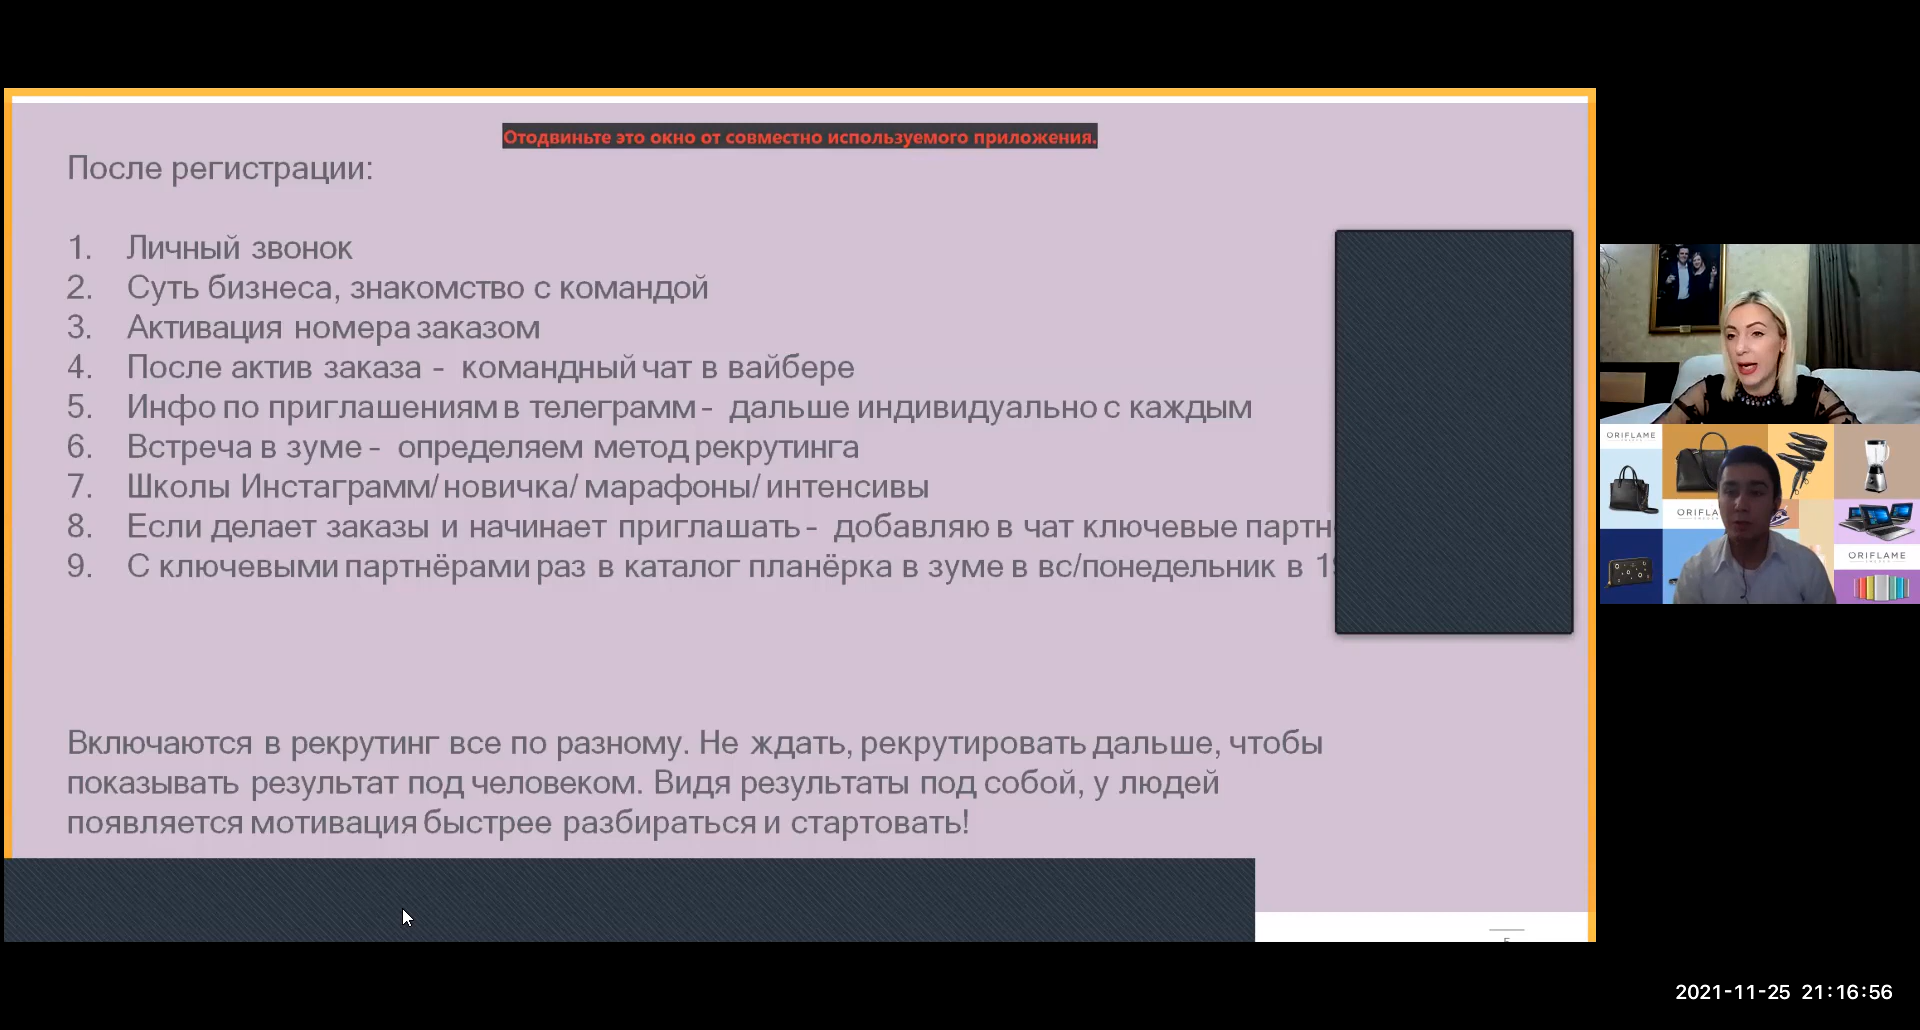 Отодвиньте это окно от совместно используемого приложения.
После регистрации:
1. Личный звонок
2. Суть бизнеса, знакомство с командой
3. Активация номера заказом
4. После актив заказа - командный чат в вайбере
5. Инфо по приглашениям в телеграмм - дальше индивидуально с каждым
6. Встреча в зуме - определяем метод рекрутинга
7. Школы Инстаграмм/ новичка/ марафоны/ интенсивы
8. Если делает заказы и начинает приглашать - добавляю в чат ключевые
9. С ключевыми партнёрами раз в каталог планёрка в зуме в вс/понедельник в
Включаются в рекрутинг все по разному. Не ждать, рекрутировать дальше, чтобы
показывать результат под человеком. Видя результаты под собой, у людей
появляется мотивация быстрее разбираться и стартовать!
ORIFLAME
ORIFLAME
2021-11-25 21:16:56